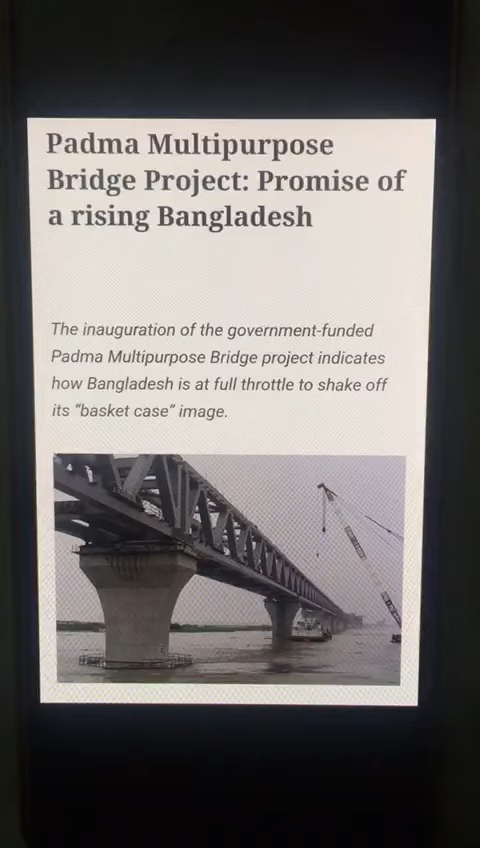 Padma Multipurpose
Bridge Project: Promise of
a rising Bangladesh
The inauguration of the government-funded
Padma Multipurpose Bridge project indicates
how Bangladesh is at full throttle to shake off
its “basket case” image.